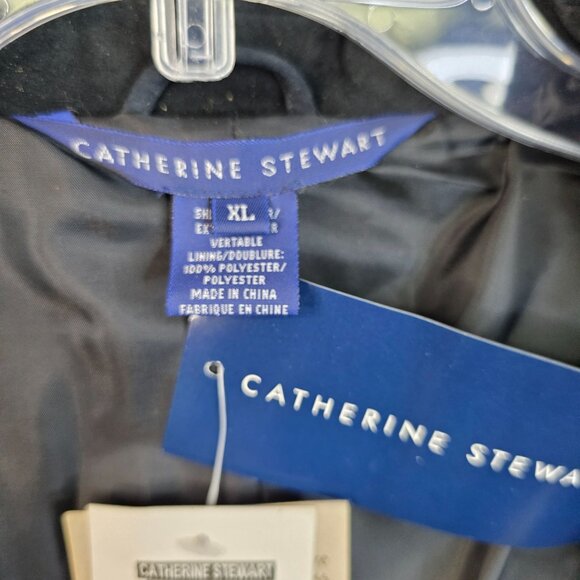 CATHERINE STEWART
XL
VERTABLE
LINING/DOUBLURE:
100% POLYESTER/
POLYESTER
MADE IN CHINA
FABRIQUE EN CHINE
CATHERINE STEWA
CATHERINE STEWART